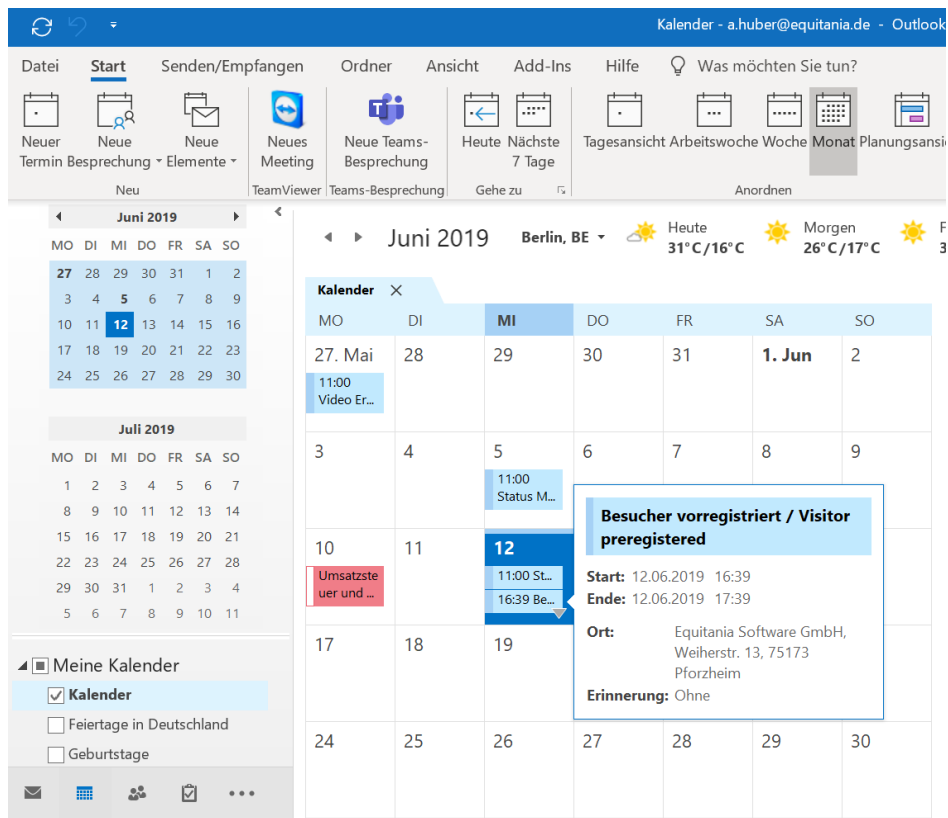 Kalender - a.huber@equitania.de - Outlook
Datei Start Senden/Empfangen Ordner Ansicht Add-Ins Hilfe Was möchten Sie tun?
Neuer Termin
Neue Besprechung
Neue Elemente
Neu
Neues Meeting
TeamViewer
Neue Teams-Besprechung
Teams-Besprechung
Heute
Nächste 7 Tage
Gehe zu
Tagesansicht Arbeitswoche Woche Monat Planungsansi
Anordnen
Juni 2019
MO DI MI DO FR SA SO
27 28 29 30 31 1 2
3 4 5 6 7 8 9
10 11 12 13 14 15 16
17 18 19 20 21 22 23
24 25 26 27 28 29 30
Juli 2019
MO DI MI DO FR SA SO
1 2 3 4 5 6 7
8 9 10 11 12 13 14
15 16 17 18 19 20 21
22 23 24 25 26 27 28
29 30 31 1 2 3 4
5 6 7 8 9 10 11
Meine Kalender
Kalender
Feiertage in Deutschland
Geburtstage
Juni 2019
Berlin, BE
Heute
31°C/16°C
Morgen
26°C/17°C
F
3
Kalender
MO DI MI DO FR SA SO
27. Mai 28 29 30 31 1. Jun 2
11:00
Video Er...
3 4 5 6 7 8 9
11:00
Status M...
10 11 12
Umsatzste
uer und ...
11:00 St...
16:39 Be...
Besucher vorregistriert / Visitor
preregistered
Start: 12.06.2019 16:39
Ende: 12.06.2019 17:39
Ort: Equitania Software GmbH,
Weiherstr. 13, 75173
Pforzheim
Erinnerung: Ohne
17 18 19
24 25 26 27 28 29 30